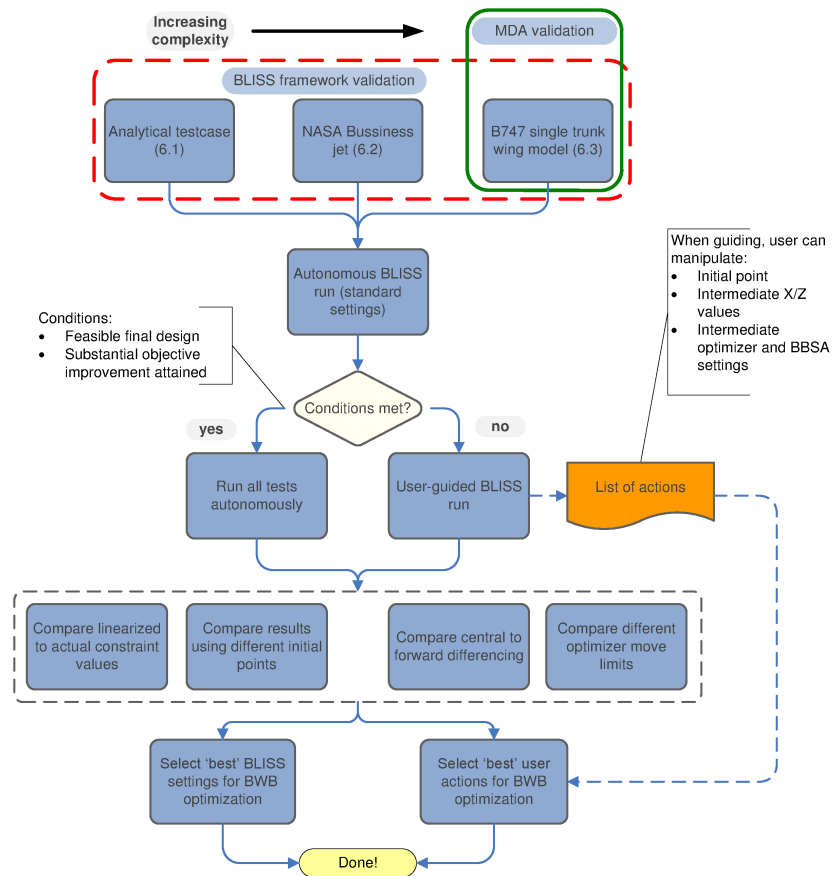 Increasing
complexity
MDA validation
BLISS framework validation
Analytical testcase
(6.1)
NASA Bussiness
jet (6.2)
B747 single trunk
wing model (6.3)
Autonomous BLISS
run (standard
settings)
When guiding, user can
manipulate:
• Initial point
• Intermediate X/Z
values
• Intermediate
optimizer and BBSA
settings
Conditions:
• Feasible final design
• Substantial objective
improvement attained
Conditions met?
yes
no
Run all tests
autonomously
User-guided BLISS
run
List of actions
Compare linearized
to actual constraint
values
Compare results
using different initial
points
Compare central to
forward differencing
Compare different
optimizer move
limits
Select ‘best’ BLISS
settings for BWB
optimization
Select ‘best’ user
actions for BWB
optimization
Done!